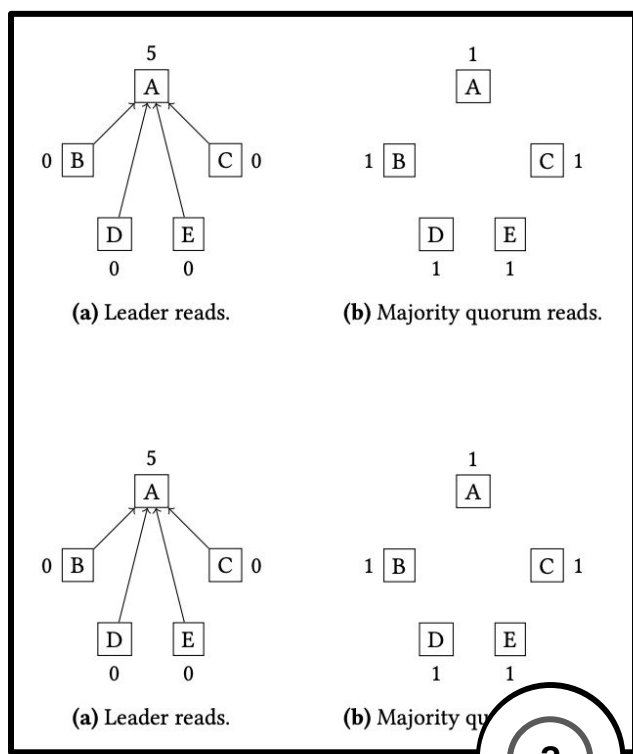 5 1
A A
0 B C 0 1 B C 1
D E D E
0 0 1 1
(a) Leader reads. (b) Majority quorum reads.
5 1
A A
0 B C 0 1 B C 1
D E D E
0 0 1 1
(a) Leader reads. (b) Majority